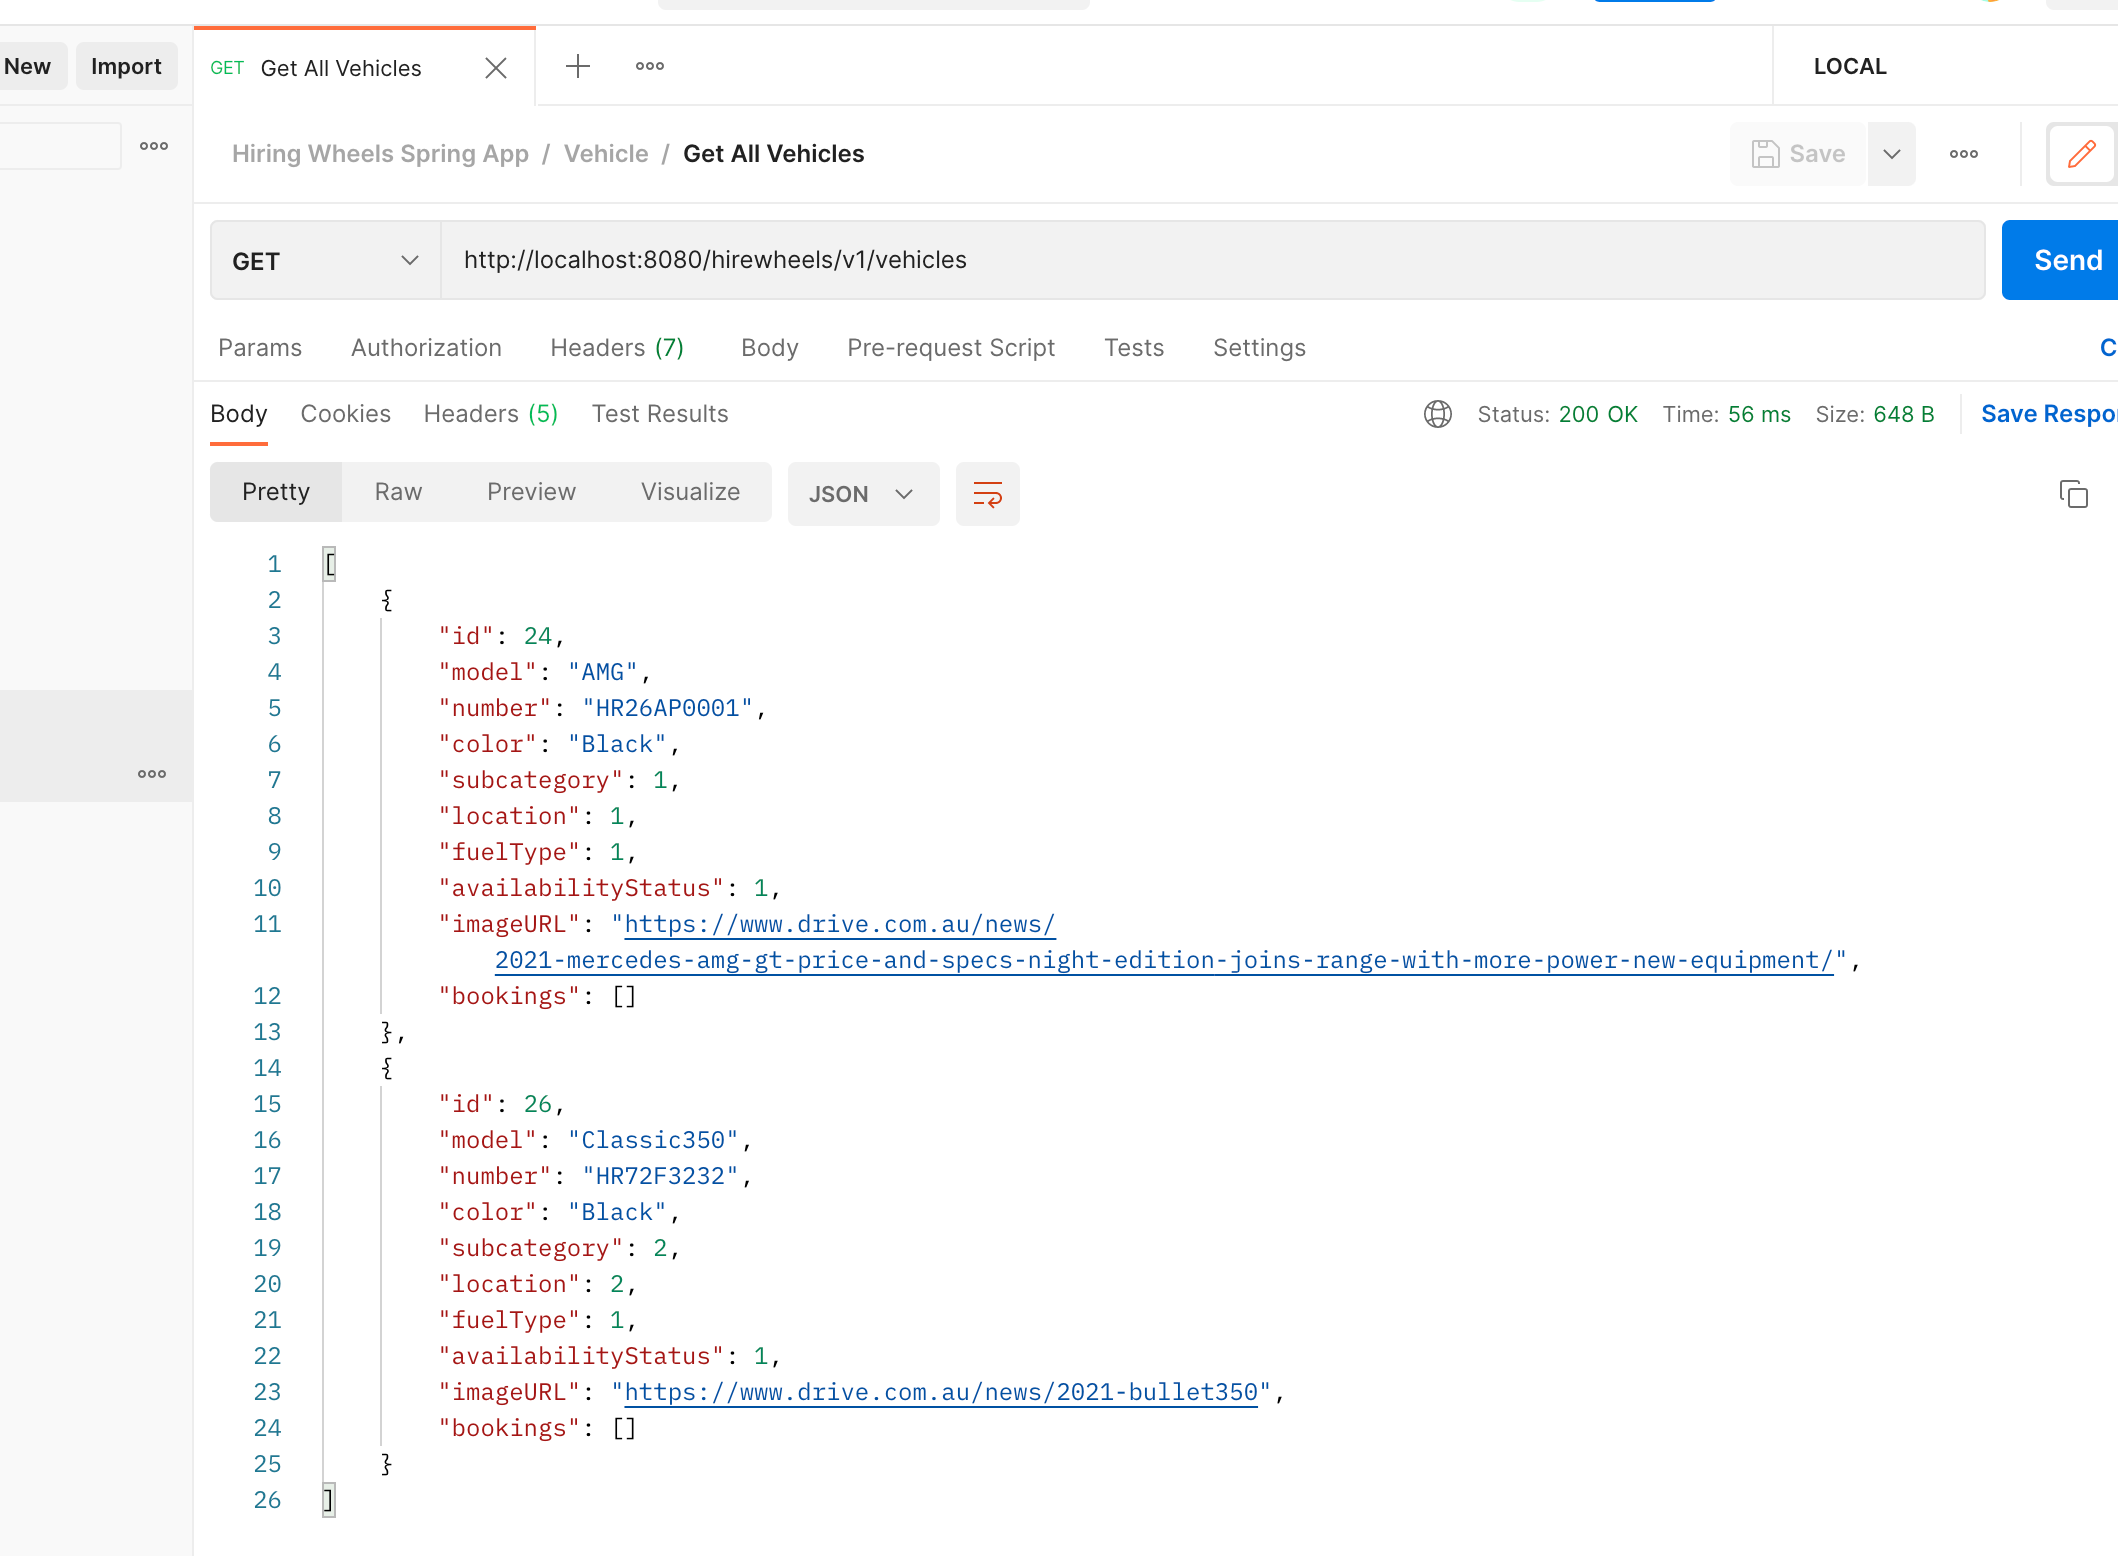 New Import GET Get All Vehicles LOCAL
Hiring Wheels Spring App / Vehicle / Get All Vehicles Save
GET http://localhost:8080/hirewheels/v1/vehicles Send
Params Authorization Headers (7) Body Pre-request Script Tests Settings C
Body Cookies Headers (5) Test Results Status: 200 OK Time: 56 ms Size: 648 B Save Respo
Pretty Raw Preview Visualize JSON
1 [
2 {
3 "id": 24,
4 "model": "AMG",
5 "number": "HR26AP0001",
6 "color": "Black",
7 "subcategory": 1,
8 "location": 1,
9 "fuelType": 1,
10 "availabilityStatus": 1,
11 "imageURL": "https://www.drive.com.au/news/
2021-mercedes-amg-gt-price-and-specs-night-edition-joins-range-with-more-power-new-equipment/",
12 "bookings": []
13 },
14 {
15 "id": 26,
16 "model": "Classic350",
17 "number": "HR72F3232",
18 "color": "Black",
19 "subcategory": 2,
20 "location": 2,
21 "fuelType": 1,
22 "availabilityStatus": 1,
23 "imageURL": "https://www.drive.com.au/news/2021-bullet350",
24 "bookings": []
25 }
26 ]